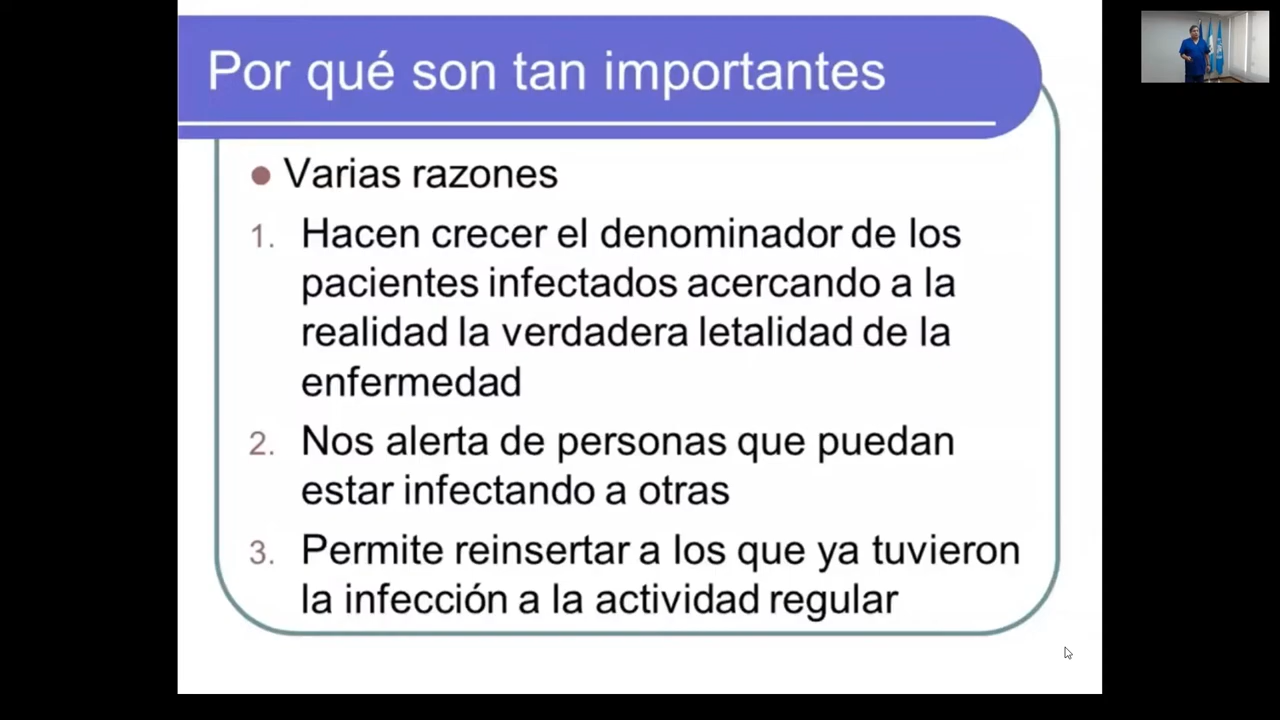 Por qué son tan importantes
Varias razones
1. Hacen crecer el denominador de los
pacientes infectados acercando a la
realidad la verdadera letalidad de la
enfermedad
2. Nos alerta de personas que puedan
estar infectando a otras
3. Permite reinsertar a los que ya tuvieron
la infección a la actividad regular